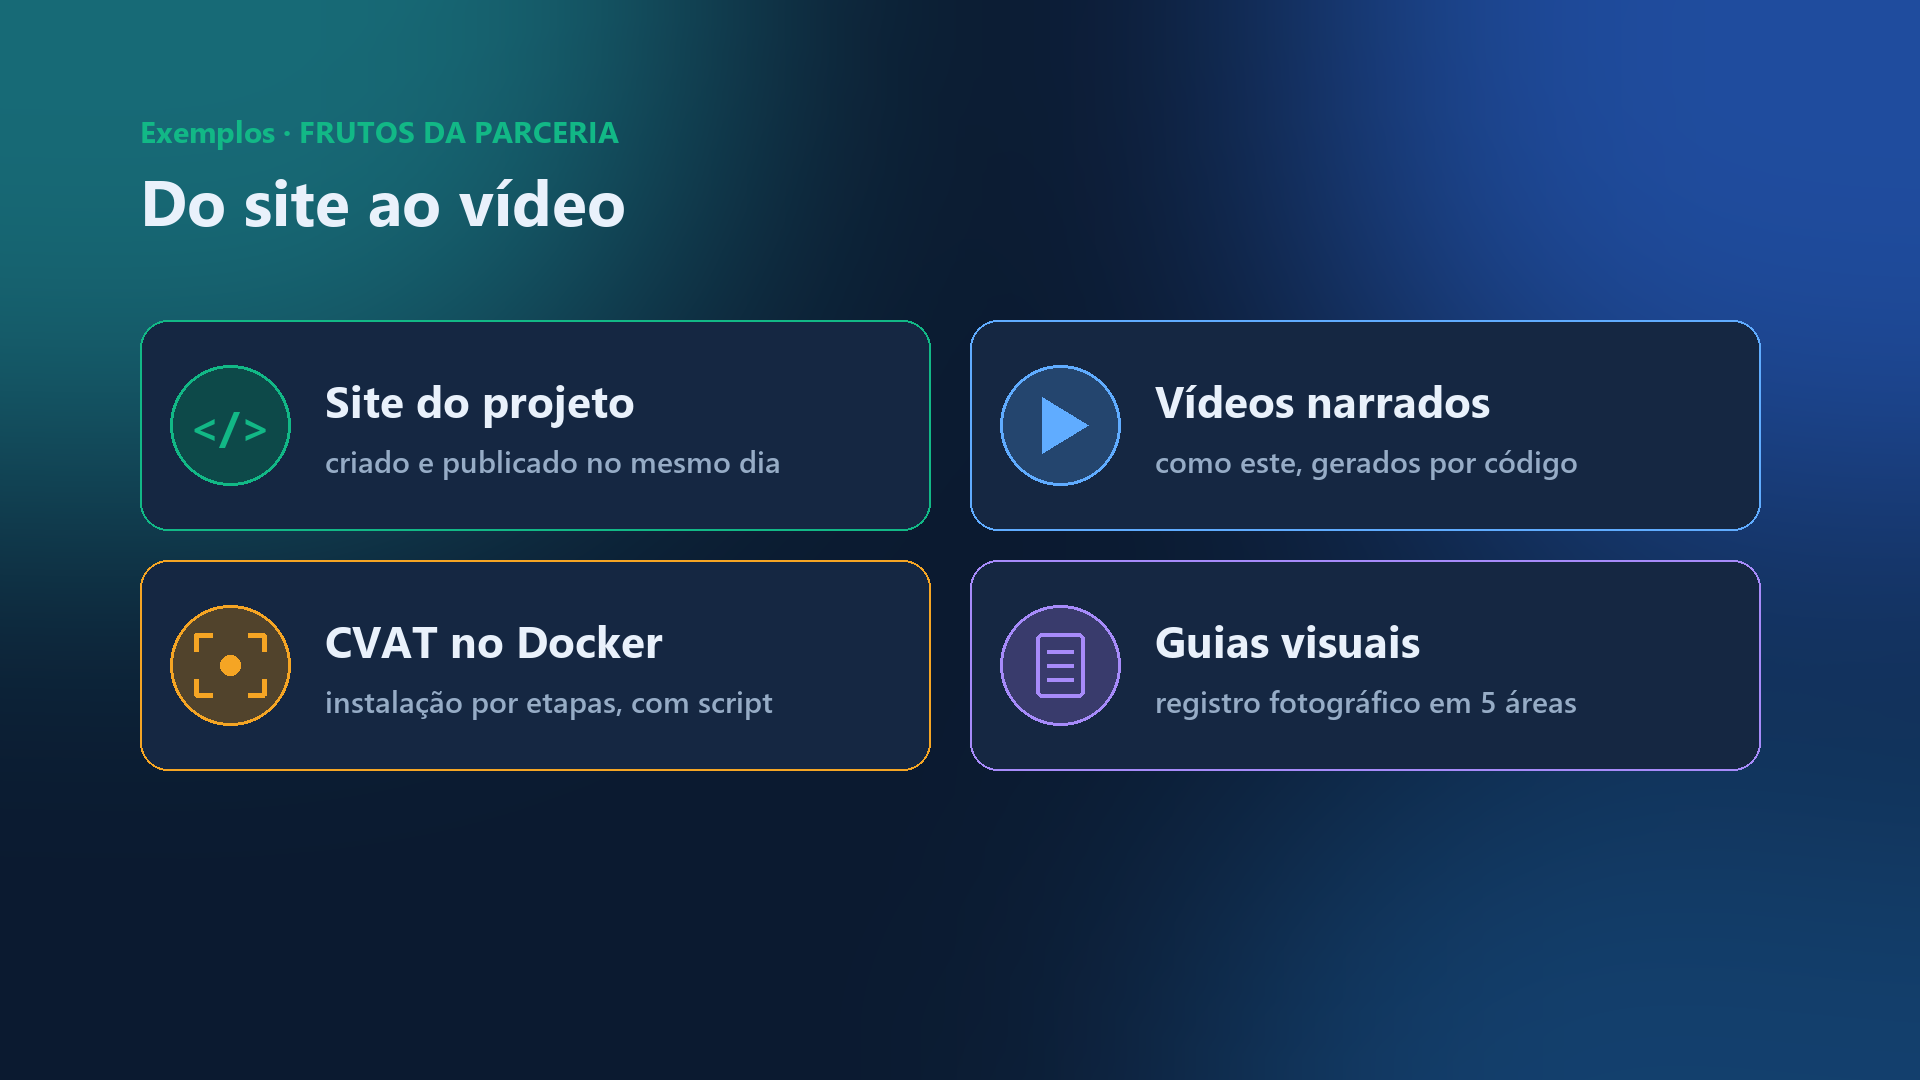 Exemplos · FRUTOS DA PARCERIA
Do site ao vídeo
</>
Site do projeto
criado e publicado no mesmo dia
Vídeos narrados
como este, gerados por código
CVAT no Docker
instalação por etapas, com script
Guias visuais
registro fotográfico em 5 áreas